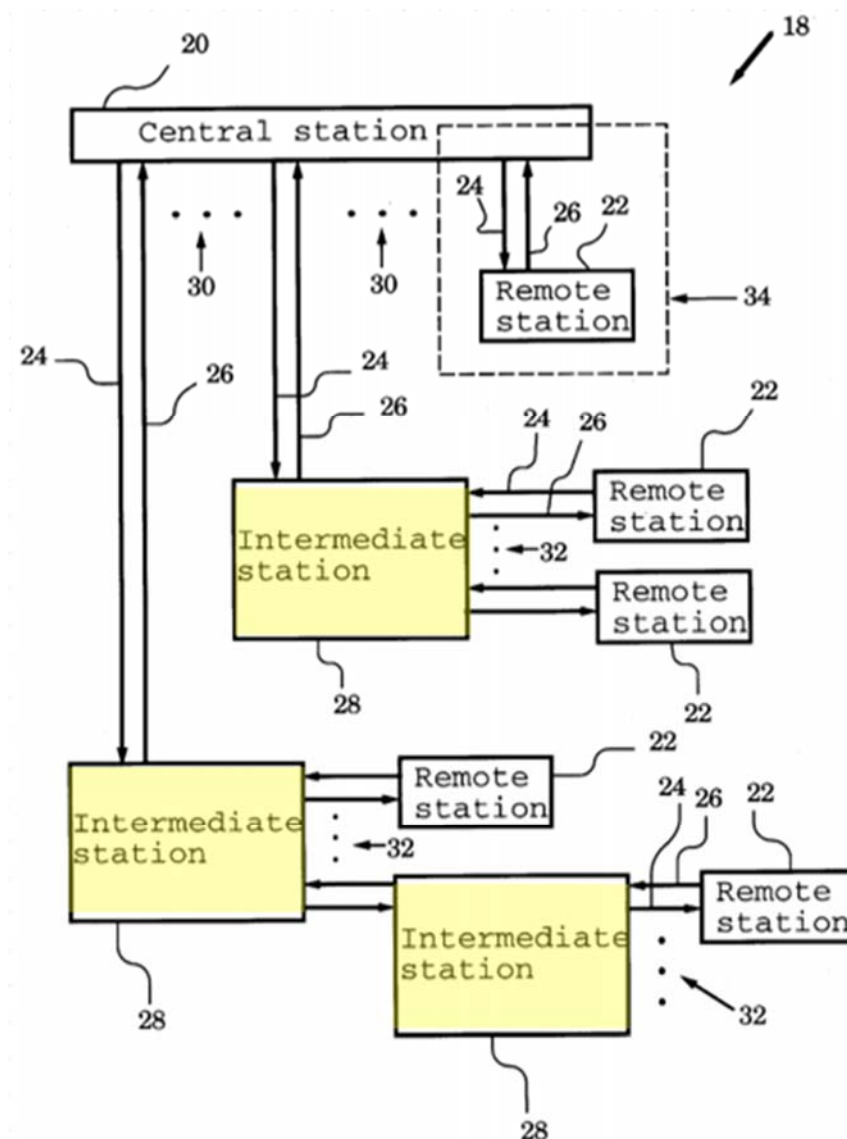 18
20
Central station
24
22
26
30
30
Remote
station
34
24
26
24
26
22
24
26
Remote
station
Intermediate
station
32
Remote
station
28
22
22
Remote
station
24
26
22
Intermediate
station
32
Remote
station
Intermediate
station
28
32
28